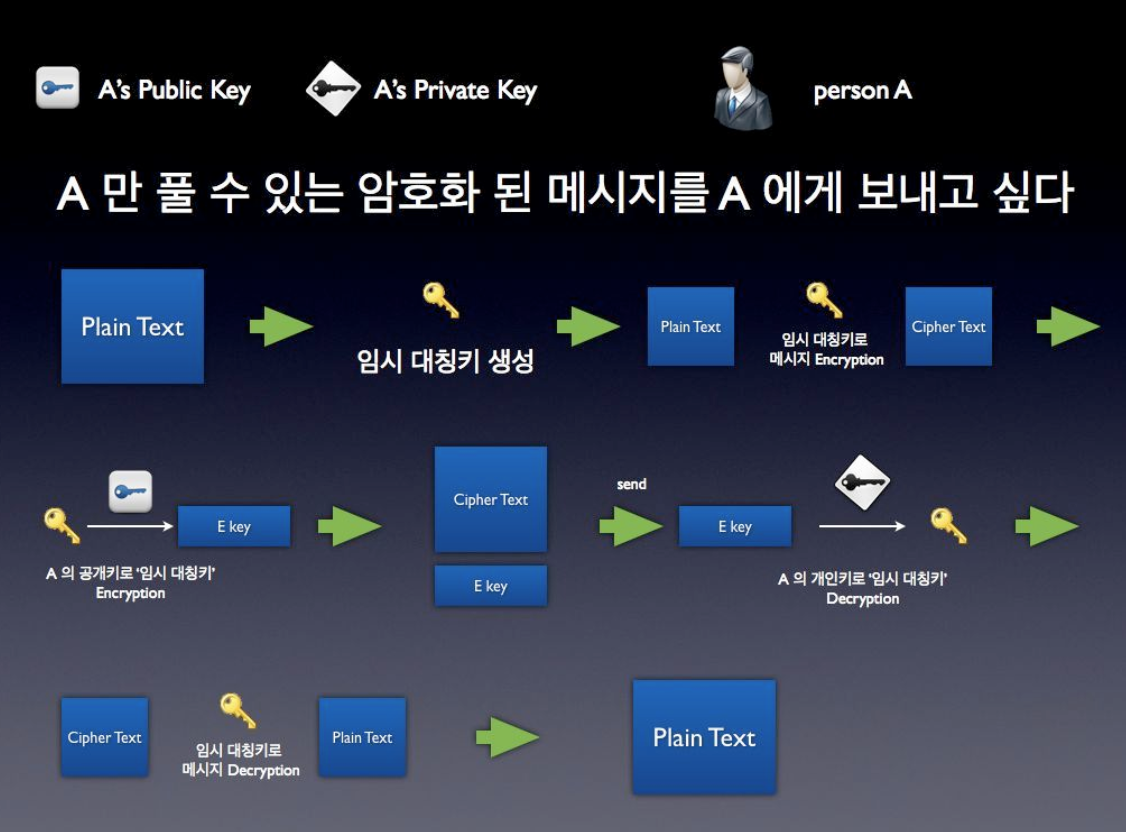 A's Public Key
A's Private Key
person A
A 만 풀 수 있는 암호화 된 메시지를 A 에게 보내고 싶다
Plain Text
임시 대칭키 생성
Plain Text
임시 대칭키로
메시지 Encryption
Cipher Text
A 의 공개키로 '임시 대칭키'
Encryption
E key
Cipher Text
E key
send
E key
A 의 개인키로 '임시 대칭키'
Decryption
Cipher Text
임시 대칭키로
메시지 Decryption
Plain Text
Plain Text